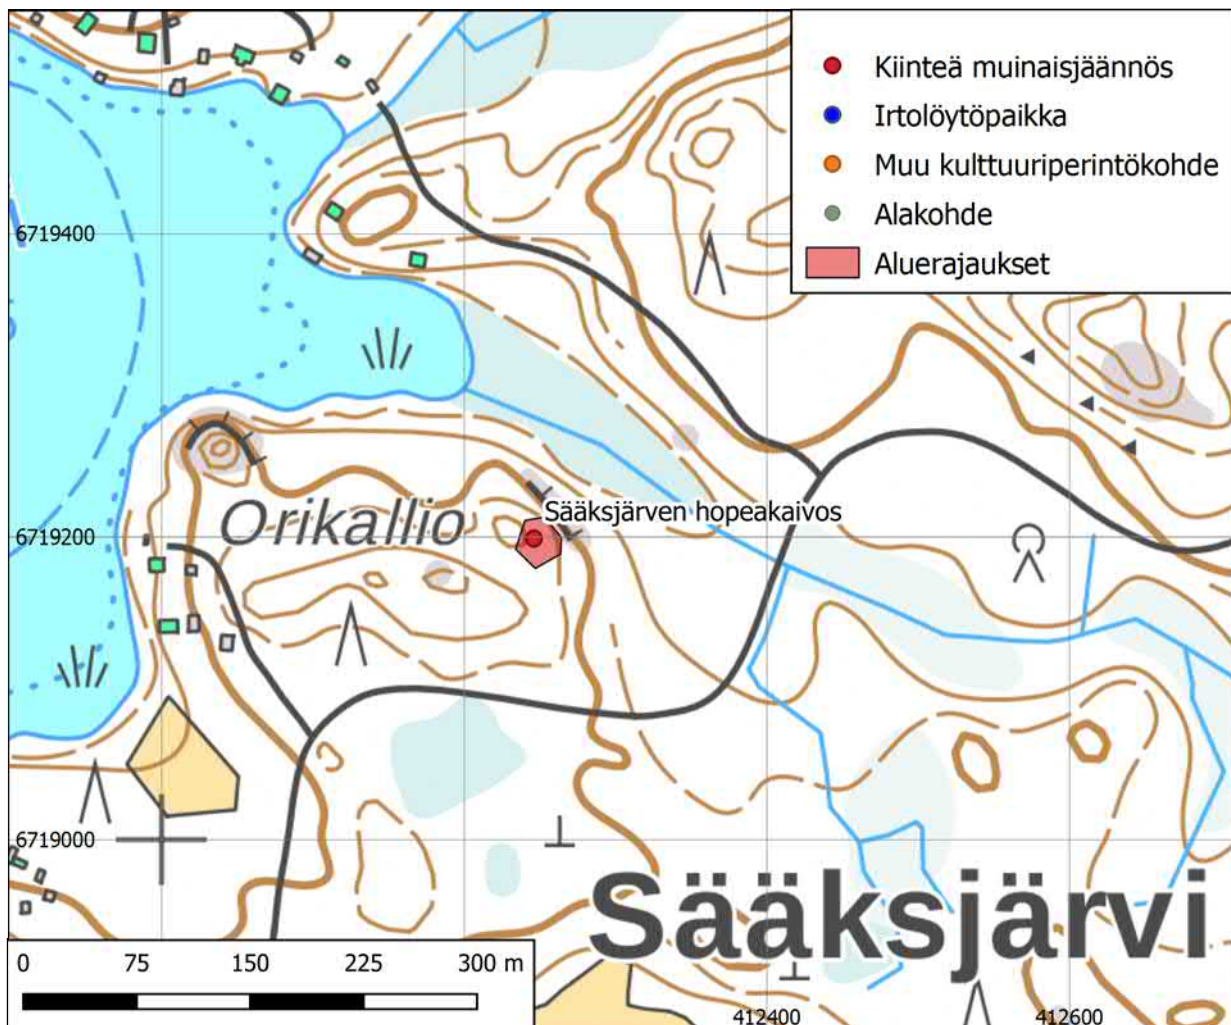 Kiinteä muinaisjäännös
Irtolöytöpaikka
Muu kulttuuriperintökohde
Alakohde
Aluerajaukset
6719400
Sääksjärven hopeakaivos
Orikallio
6719200
6719000
Sääksjärvi
0 75 150 225 300 m
412400 412600